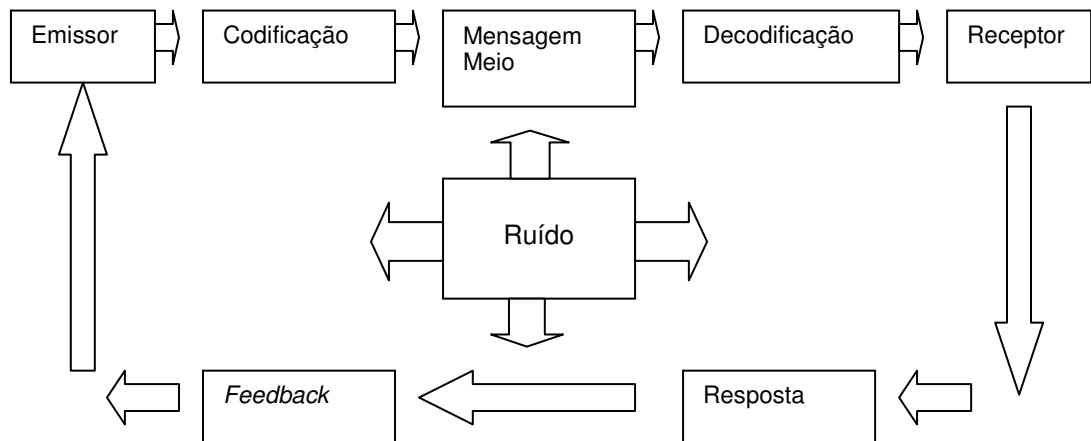 Emissor
Codificação
Mensagem
Meio
Decodificação
Receptor
Ruído
Feedback
Resposta